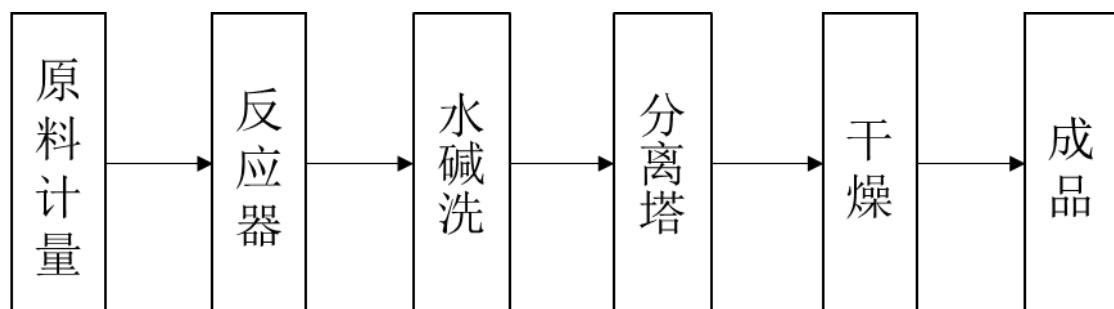 原料计量
反应器
水碱洗
分离塔
干燥
成品